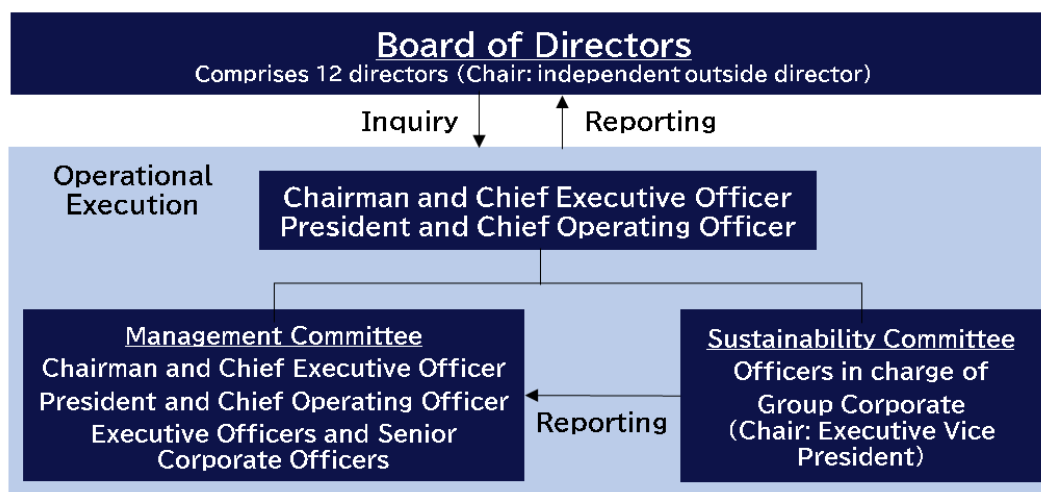 Board of Directors
Comprises 12 directors (Chair: independent outside director)
Inquiry
Reporting
Operational
Execution
Chairman and Chief Executive Officer
President and Chief Operating Officer
Management Committee
Chairman and Chief Executive Officer
President and Chief Operating Officer
Executive Officers and Senior
Corporate Officers
Reporting
Sustainability Committee
Officers in charge of
Group Corporate
(Chair: Executive Vice
President)